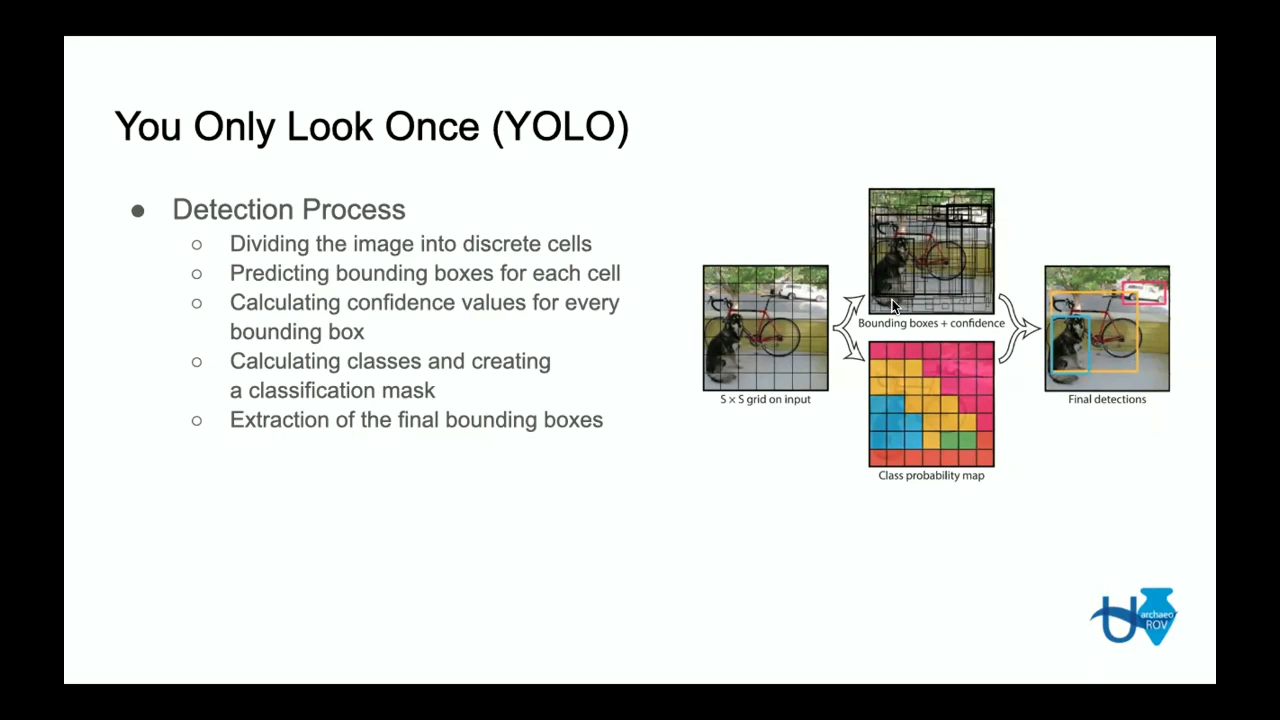 You Only Look Once (YOLO)
● Detection Process
○ Dividing the image into discrete cells
○ Predicting bounding boxes for each cell
○ Calculating confidence values for every
bounding box
○ Calculating classes and creating
a classification mask
○ Extraction of the final bounding boxes
S × S grid on input
Bounding boxes + confidence
Class probability map
Final detections
archaeo
ROV